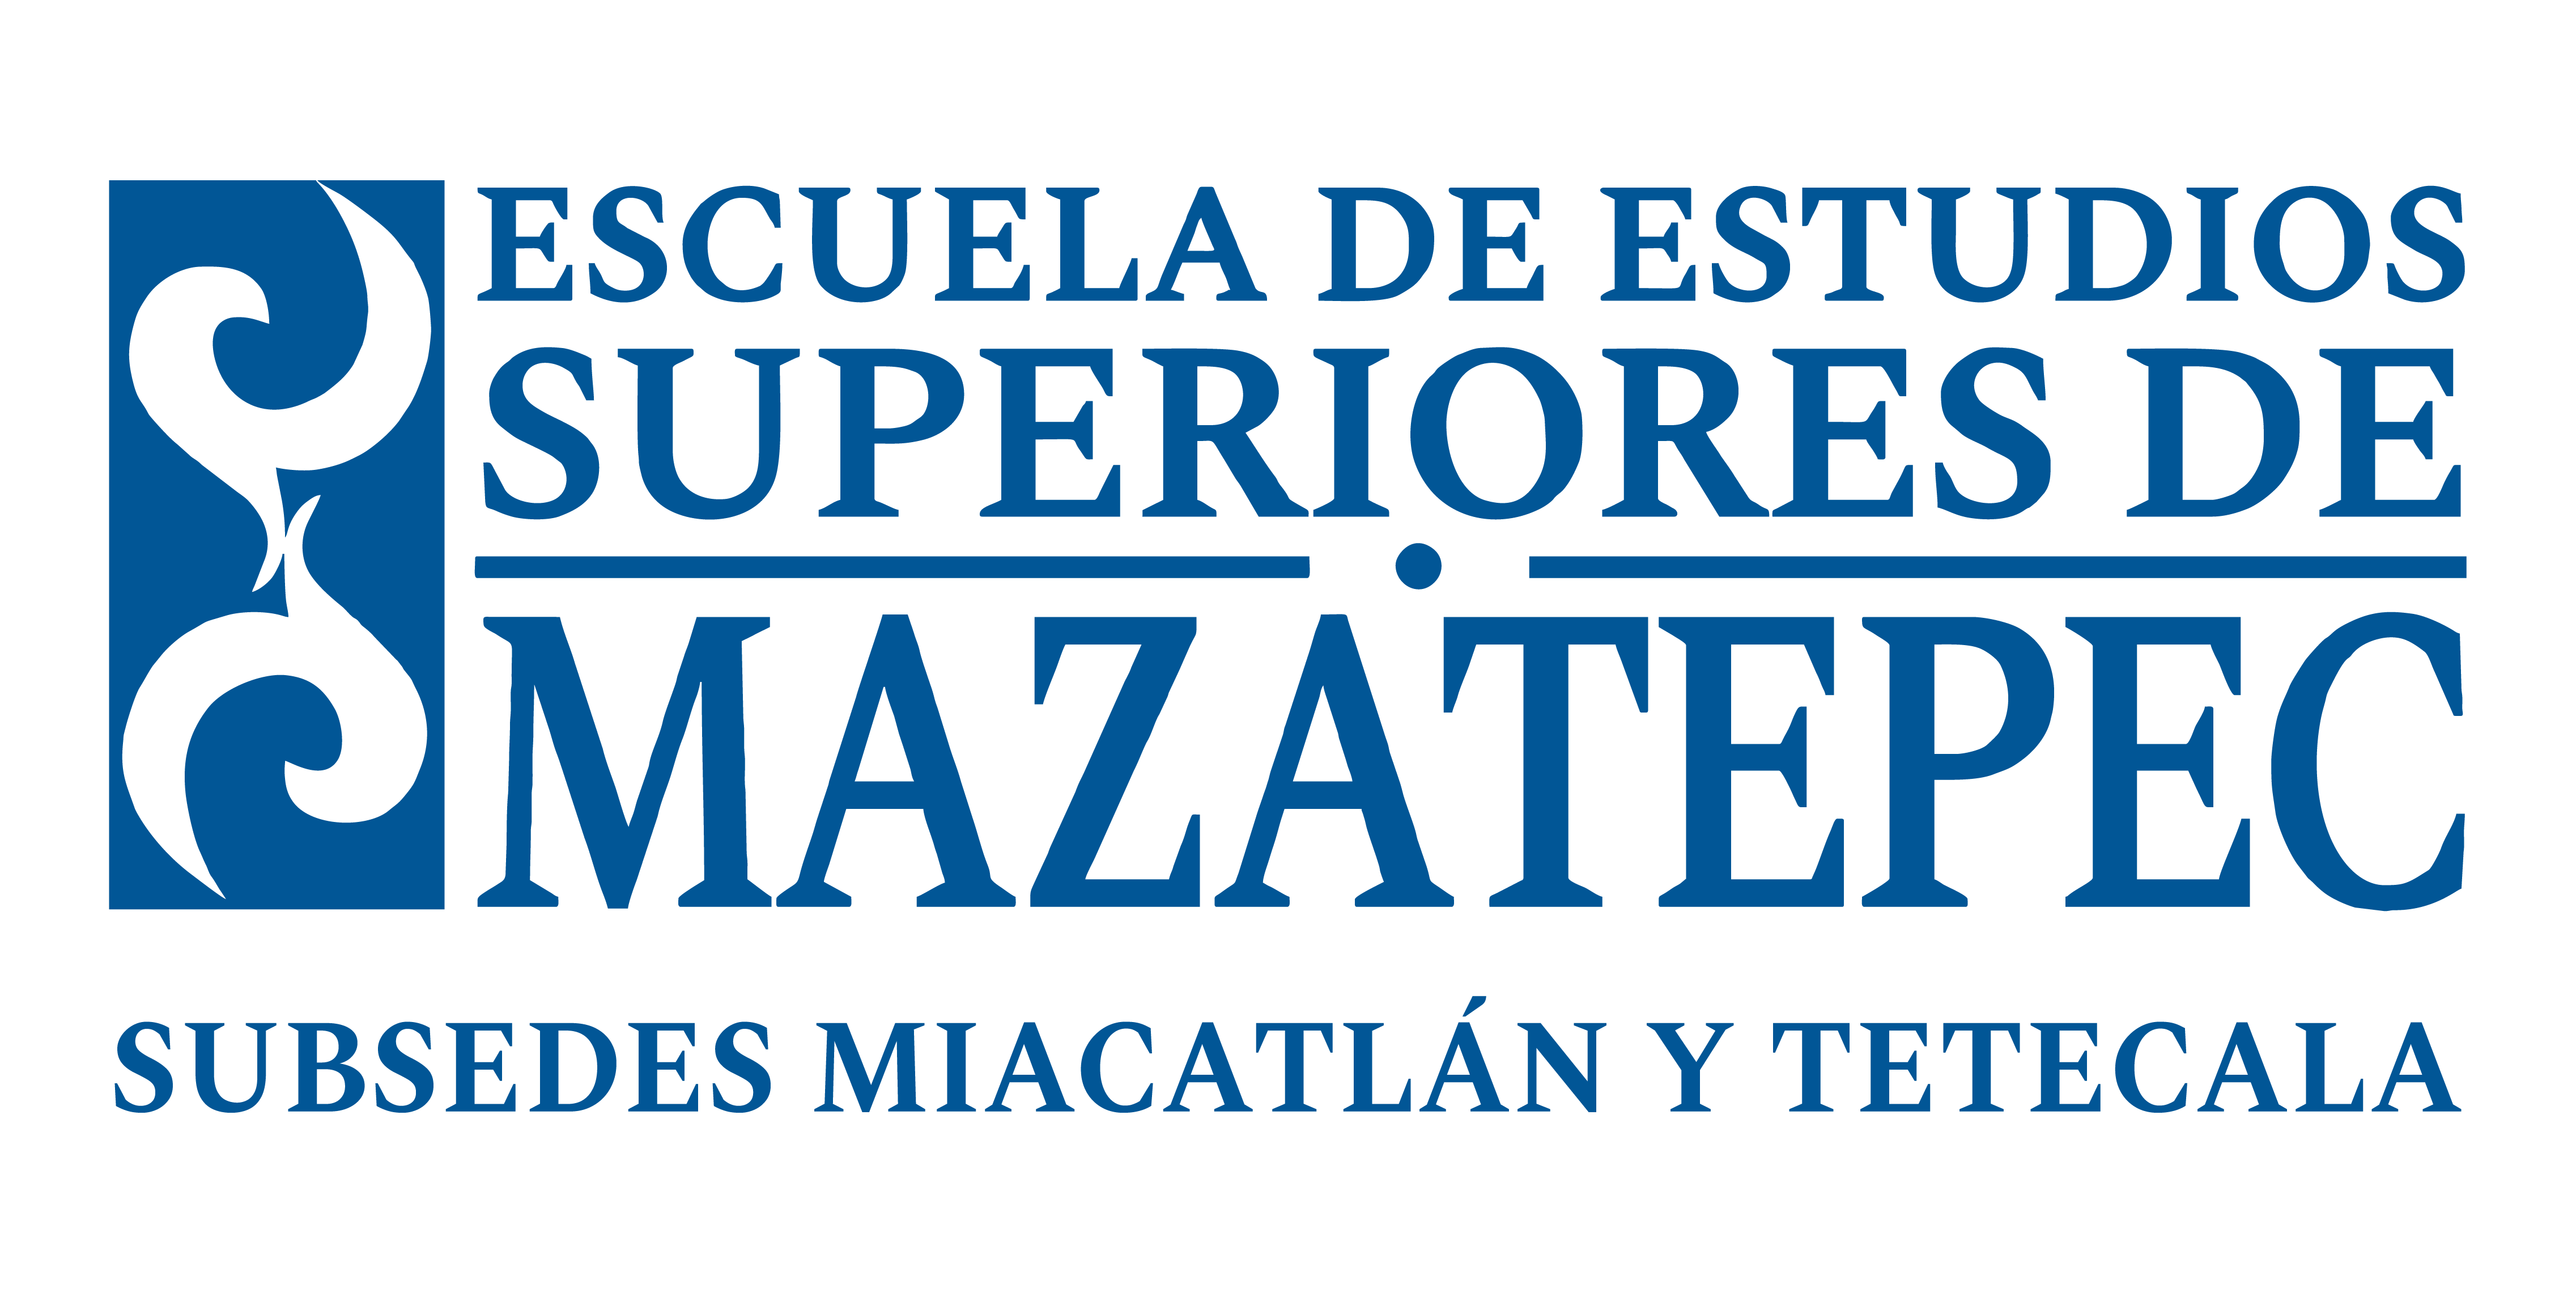 ESCUELA DE ESTUDIOS
SUPERIORES DE
MAZATEPEC
SUBSEDES MIACATLÁN Y TETECALA